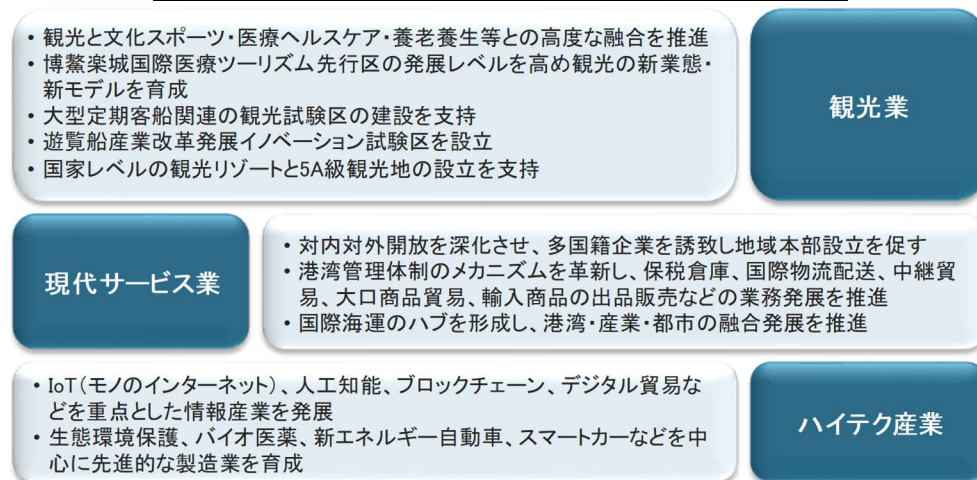 ・観光と文化スポーツ・医療ヘルスケア・養老養生等との高度な融合を推進
・博鰲楽城国際医療ツーリズム先行区の発展レベルを高め観光の新業態・
新モデルを育成
・大型定期客船関連の観光試験区の建設を支持
・遊覧船産業改革発展イノベーション試験区を設立
・国家レベルの観光リゾートと5A級観光地の設立を支持
観光業
現代サービス業
・対内対外開放を深化させ、多国籍企業を誘致し地域本部設立を促す
・港湾管理体制のメカニズムを革新し、保税倉庫、国際物流配送、中継貿
易、大口商品貿易、輸入商品の出品販売などの業務発展を推進
・国際海運のハブを形成し、港湾・産業・都市の融合発展を推進
・IoT(モノのインターネット)、人工知能、ブロックチェーン、デジタル貿易な
どを重点とした情報産業を発展
・生態環境保護、バイオ医薬、新エネルギー自動車、スマートカーなどを中
心に先進的な製造業を育成
ハイテク産業